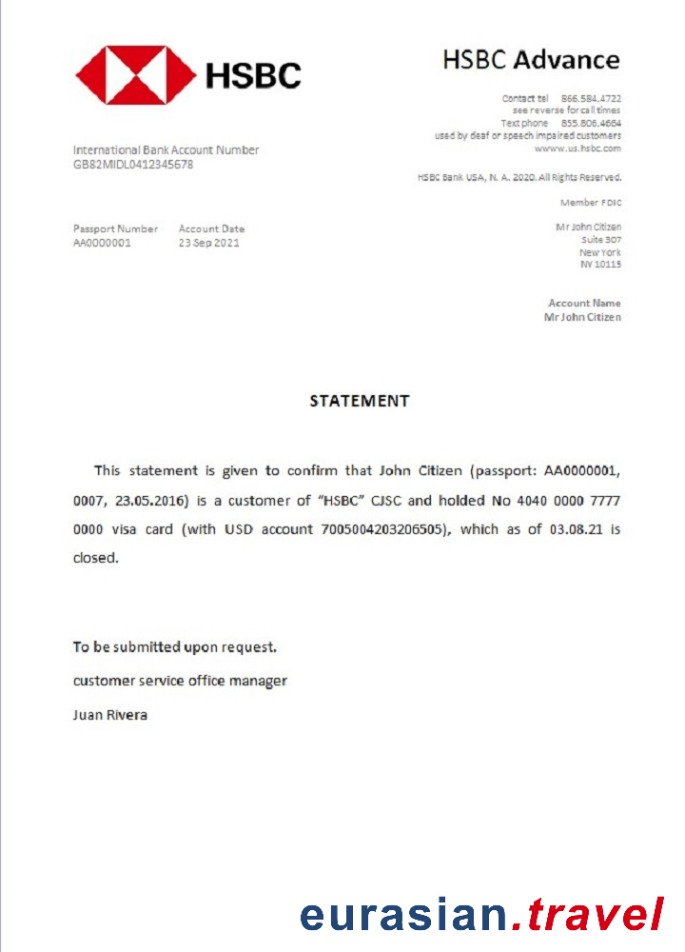 HSBC
HSBC Advance
Contact tel 866.584.4722
see reverse for call times
Text phone 855.806.4664
used by deaf or speech impaired customers
wwww.us.hsbc.com
International Bank Account Number
GB82MIDL0412345678
HSBC Bank USA, N. A. 2020. All Rights Reserved.
Member FDIC
Passport Number Account Date
AA0000001 23 Sep 2021
Mr John Citizen
Suite 307
New York
NV 10115
Account Name
Mr John Citizen
STATEMENT
This statement is given to confirm that John Citizen (passport: AA0000001,
0007, 23.05.2016) is a customer of “HSBC” CJSC and holded No 4040 0000 7777
0000 visa card (with USD account 7005004203206505), which as of 03.08.21 is
closed.
To be submitted upon request.
customer service office manager
Juan Rivera
eurasian.travel